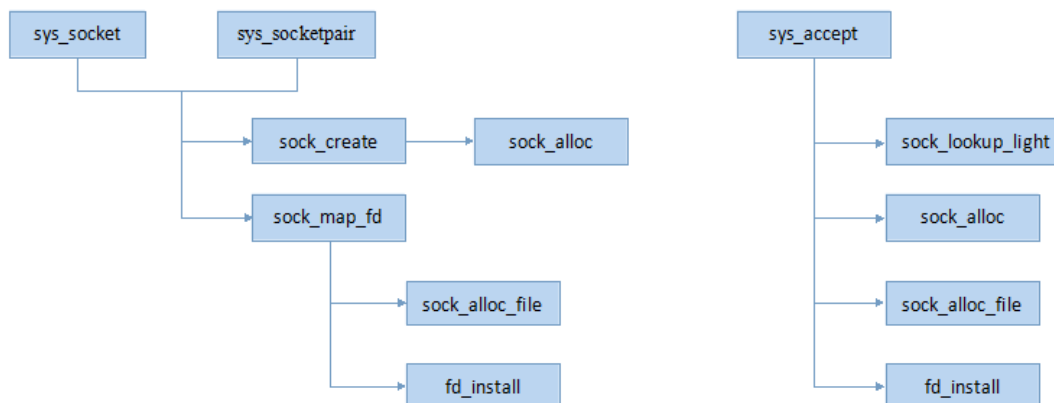 sys_socket
sys_socketpair
sys_accept
sock_create
sock_alloc
sock_lookup_light
sock_map_fd
sock_alloc
sock_alloc_file
sock_alloc_file
fd_install
fd_install